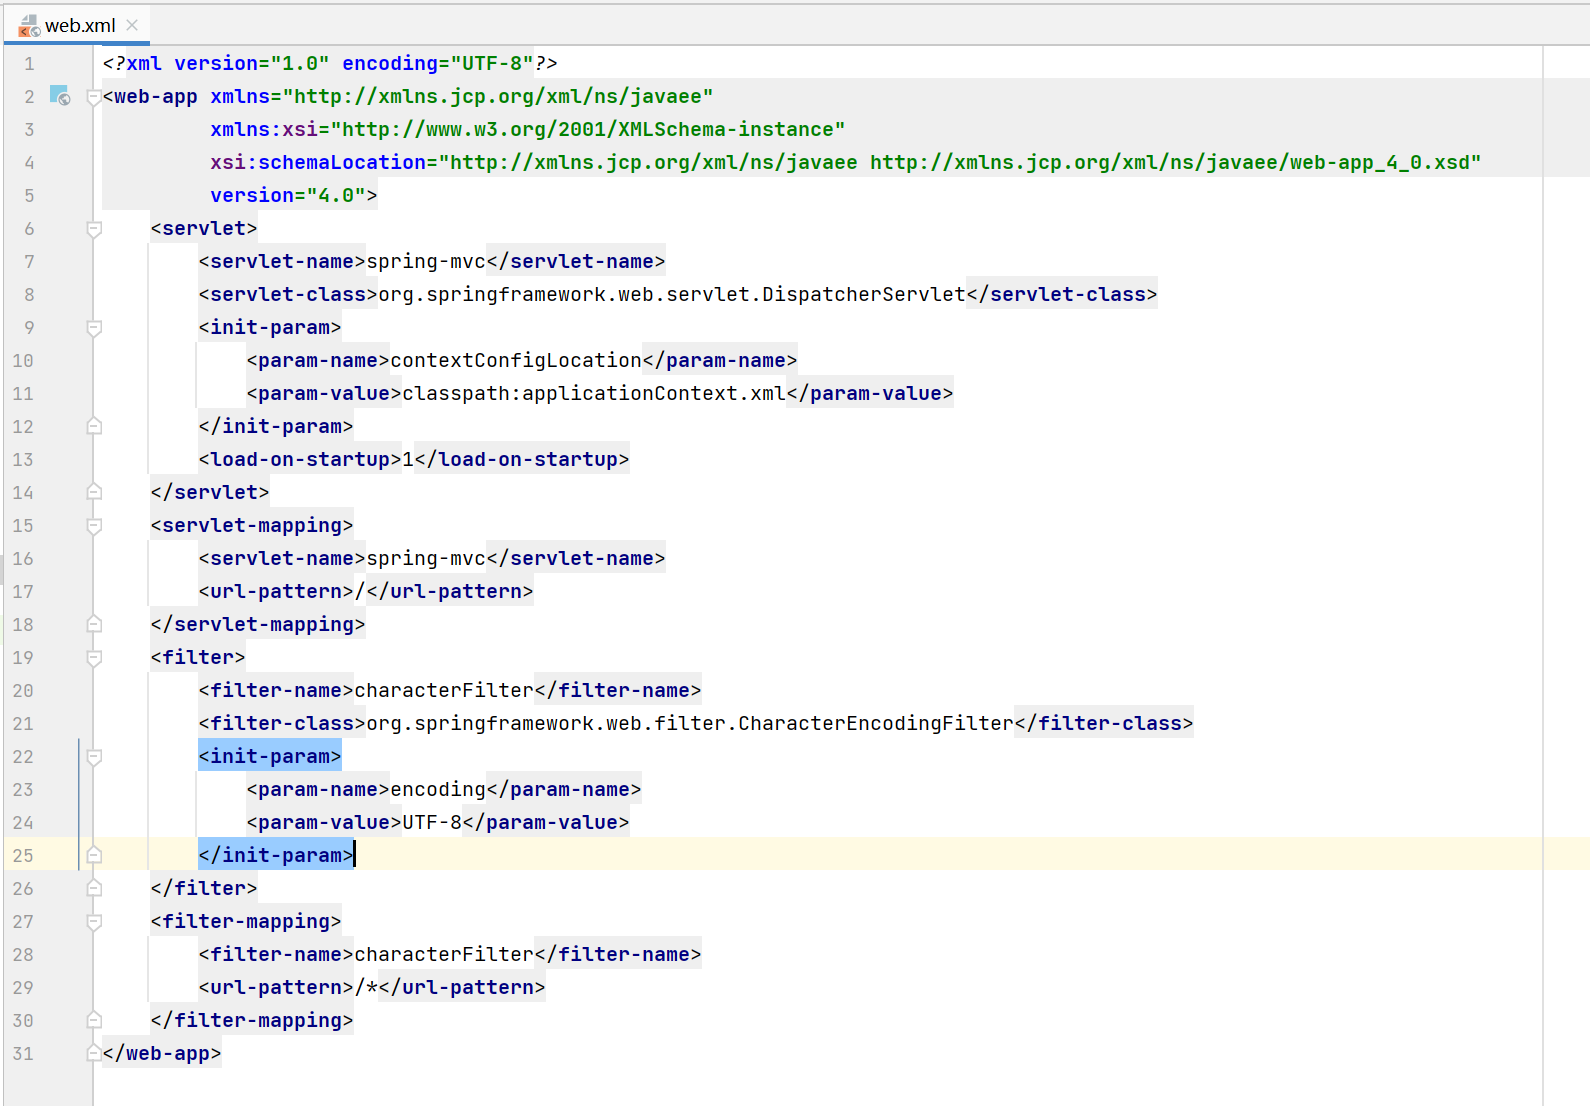 web.xml
1 <?xml version="1.0" encoding="UTF-8"?>
2 <web-app xmlns="http://xmlns.jcp.org/xml/ns/javaee"
3          xmlns:xsi="http://www.w3.org/2001/XMLSchema-instance"
4          xsi:schemaLocation="http://xmlns.jcp.org/xml/ns/javaee http://xmlns.jcp.org/xml/ns/javaee/web-app_4_0.xsd"
5          version="4.0">
6     <servlet>
7         <servlet-name>spring-mvc</servlet-name>
8         <servlet-class>org.springframework.web.servlet.DispatcherServlet</servlet-class>
9         <init-param>
10             <param-name>contextConfigLocation</param-name>
11             <param-value>classpath:applicationContext.xml</param-value>
12         </init-param>
13         <load-on-startup>1</load-on-startup>
14     </servlet>
15     <servlet-mapping>
16         <servlet-name>spring-mvc</servlet-name>
17         <url-pattern>/</url-pattern>
18     </servlet-mapping>
19     <filter>
20         <filter-name>characterFilter</filter-name>
21         <filter-class>org.springframework.web.filter.CharacterEncodingFilter</filter-class>
22         <init-param>
23             <param-name>encoding</param-name>
24             <param-value>UTF-8</param-value>
25         </init-param>
26     </filter>
27     <filter-mapping>
28         <filter-name>characterFilter</filter-name>
29         <url-pattern>/*</url-pattern>
30     </filter-mapping>
31 </web-app>